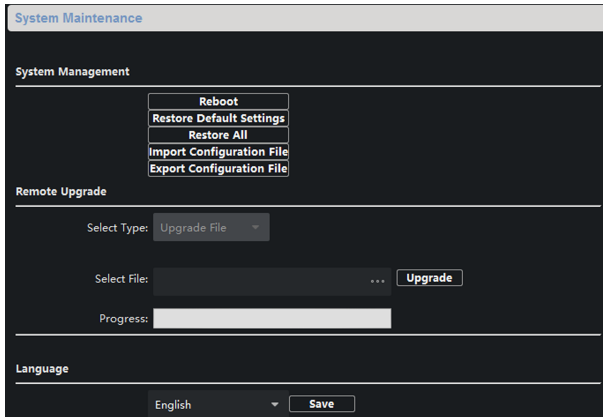 System Maintenance
System Management
Reboot
Restore Default Settings
Restore All
Import Configuration File
Export Configuration File
Remote Upgrade
Select Type: Upgrade File
Select File: ... Upgrade
Progress:
Language
English Save